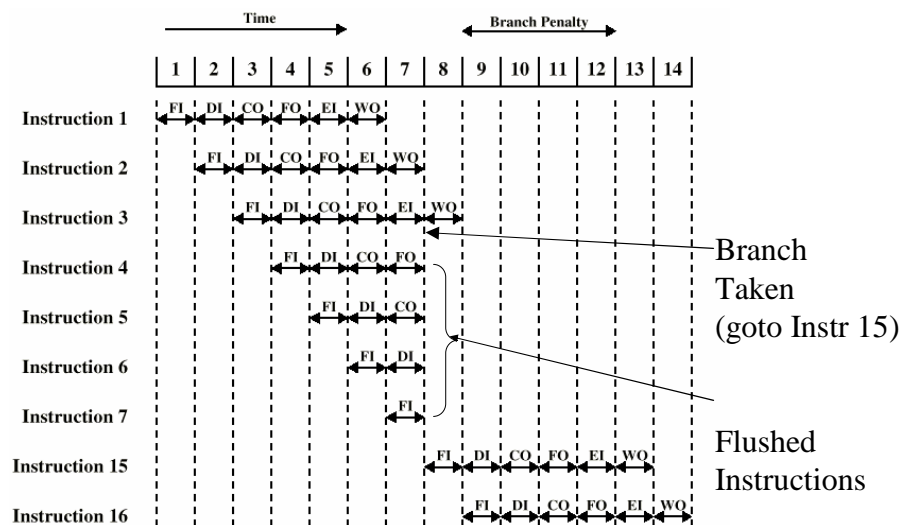 Time
Branch Penalty
1 2 3 4 5 6 7 8 9 10 11 12 13 14
Instruction 1 FI DI CO FO EI WO
Instruction 2 FI DI CO FO EI WO
Instruction 3 FI DI CO FO EI WO
Instruction 4 FI DI CO FO
Instruction 5 FI DI CO
Instruction 6 FI DI
Instruction 7 FI
Instruction 15 FI DI CO FO EI WO
Instruction 16 FI DI CO FO EI WO
Branch
Taken
(goto Instr 15)
Flushed
Instructions